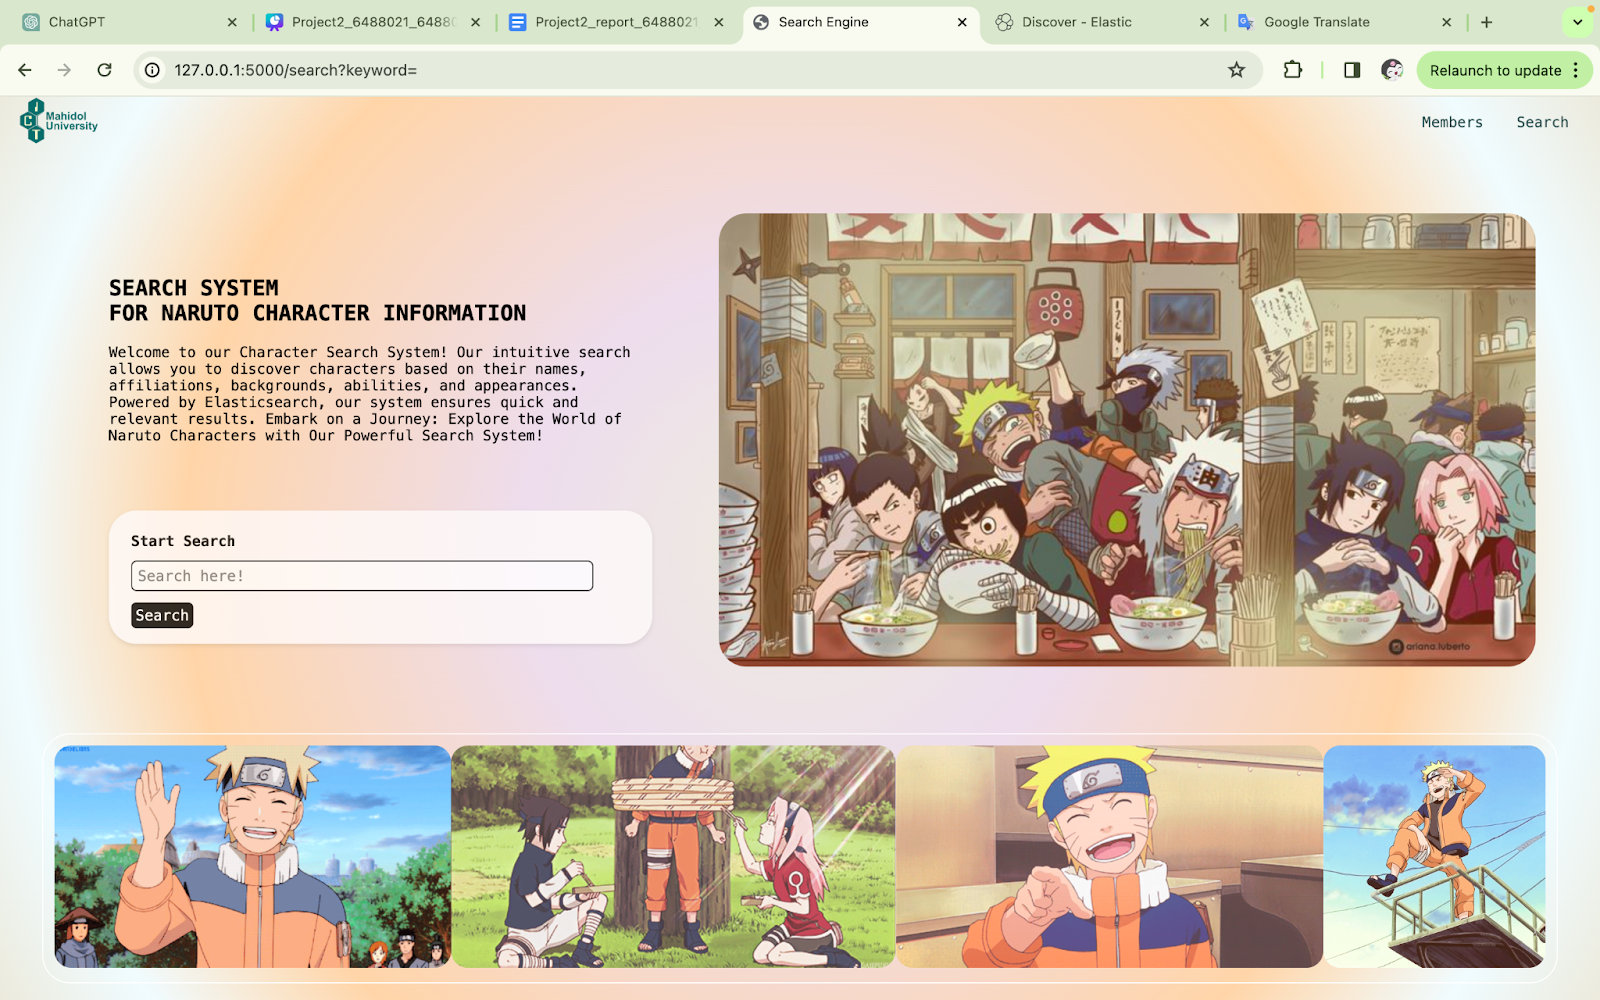 ChatGPT
Project2_6488021_6488
Project2_report_6488021
Search Engine
Discover - Elastic
Google Translate
127.0.0.1:5000/search?keyword=
Relaunch to update
ICT
Mahidol
University
Members
Search
SEARCH SYSTEM
FOR NARUTO CHARACTER INFORMATION
Welcome to our Character Search System! Our intuitive search
allows you to discover characters based on their names,
affiliations, backgrounds, abilities, and appearances.
Powered by Elasticsearch, our system ensures quick and
relevant results. Embark on a Journey: Explore the World of
Naruto Characters with Our Powerful Search System!
Start Search
Search here!
Search
油
ariana.luberto